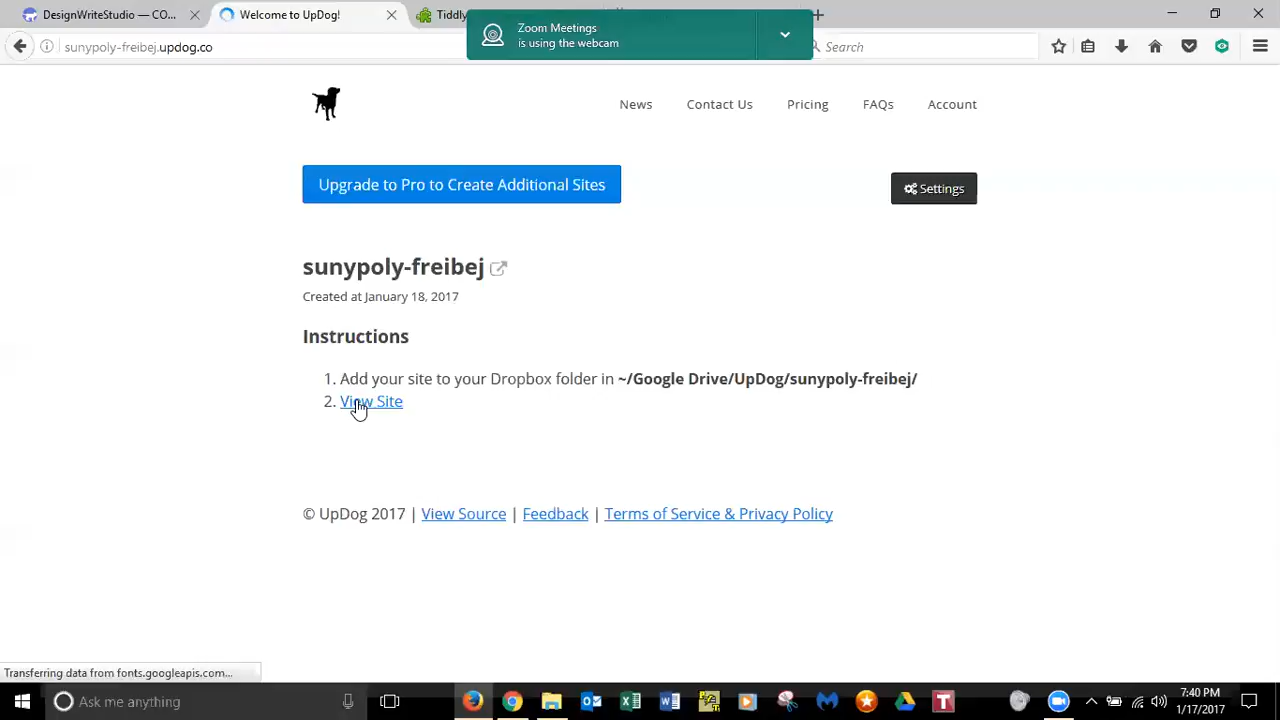 DesignWriteStudio – CO...
Welcome to UpDog!
Tiddly
Zoom Meetings
is using the webcam
sunypoly-freibej.updog.co
Search
News
Contact Us
Pricing
FAQs
Account
Upgrade to Pro to Create Additional Sites
Settings
sunypoly-freibej
Created at January 18, 2017
Instructions
1. Add your site to your Dropbox folder in ~/Google Drive/UpDog/sunypoly-freibej/
2. View Site
© UpDog 2017 | View Source | Feedback | Terms of Service & Privacy Policy
Transferring data from fonts.googleapis.com...
Ask me anything
7:40 PM
1/17/2017